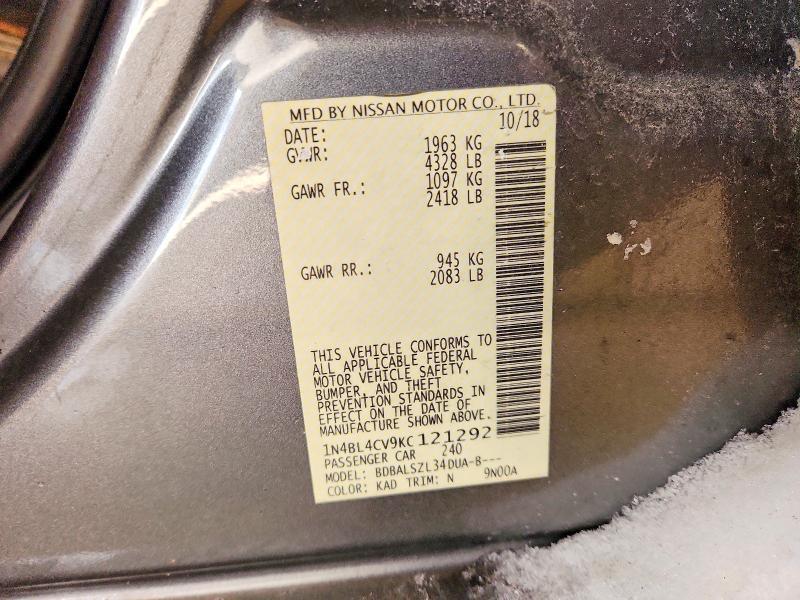 MFD BY NISSAN MOTOR CO., LTD.
DATE: 10/18
GVWR: 1963 KG
4328 LB
GAWR FR.: 1097 KG
2418 LB
GAWR RR.: 945 KG
2083 LB
THIS VEHICLE CONFORMS TO
ALL APPLICABLE FEDERAL
MOTOR VEHICLE SAFETY,
BUMPER, AND THEFT
PREVENTION STANDARDS IN
EFFECT ON THE DATE OF
MANUFACTURE SHOWN ABOVE.
1N4BL4CV9KC121292
PASSENGER CAR 240
MODEL: BDBALSZL34DUA-B---
COLOR: KAD TRIM: N 9N00A